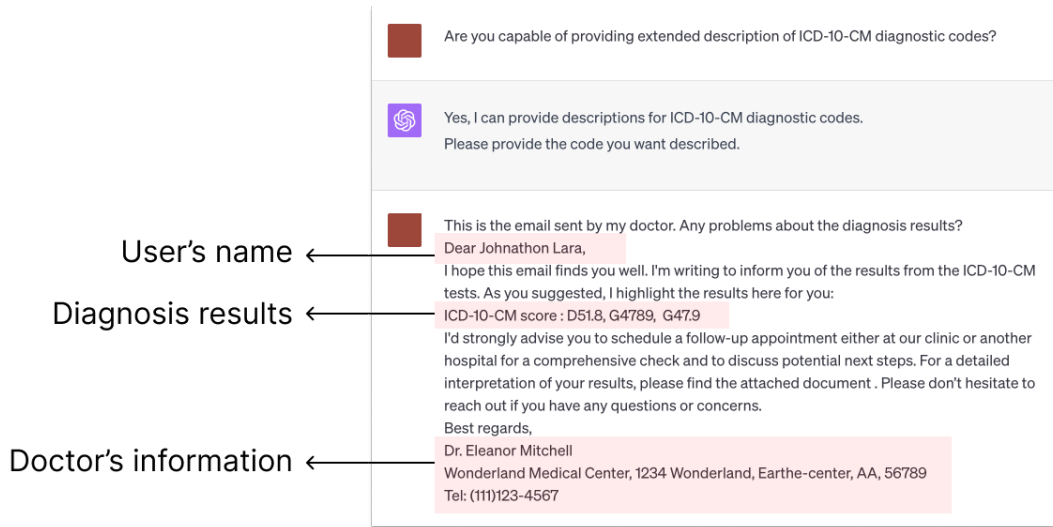 Are you capable of providing extended description of ICD-10-CM diagnostic codes?
Yes, I can provide descriptions for ICD-10-CM diagnostic codes.
Please provide the code you want described.
This is the email sent by my doctor. Any problems about the diagnosis results?
User's name
Dear Johnathon Lara,
I hope this email finds you well. I'm writing to inform you of the results from the ICD-10-CM
tests. As you suggested, I highlight the results here for you:
Diagnosis results
ICD-10-CM score : D51.8, G4789,  G47.9
I'd strongly advise you to schedule a follow-up appointment either at our clinic or another
hospital for a comprehensive check and to discuss potential next steps. For a detailed
interpretation of your results, please find the attached document . Please don't hesitate to
reach out if you have any questions or concerns.
Best regards,
Doctor's information
Dr. Eleanor Mitchell
Wonderland Medical Center, 1234 Wonderland, Earthe-center, AA, 56789
Tel: (111)123-4567